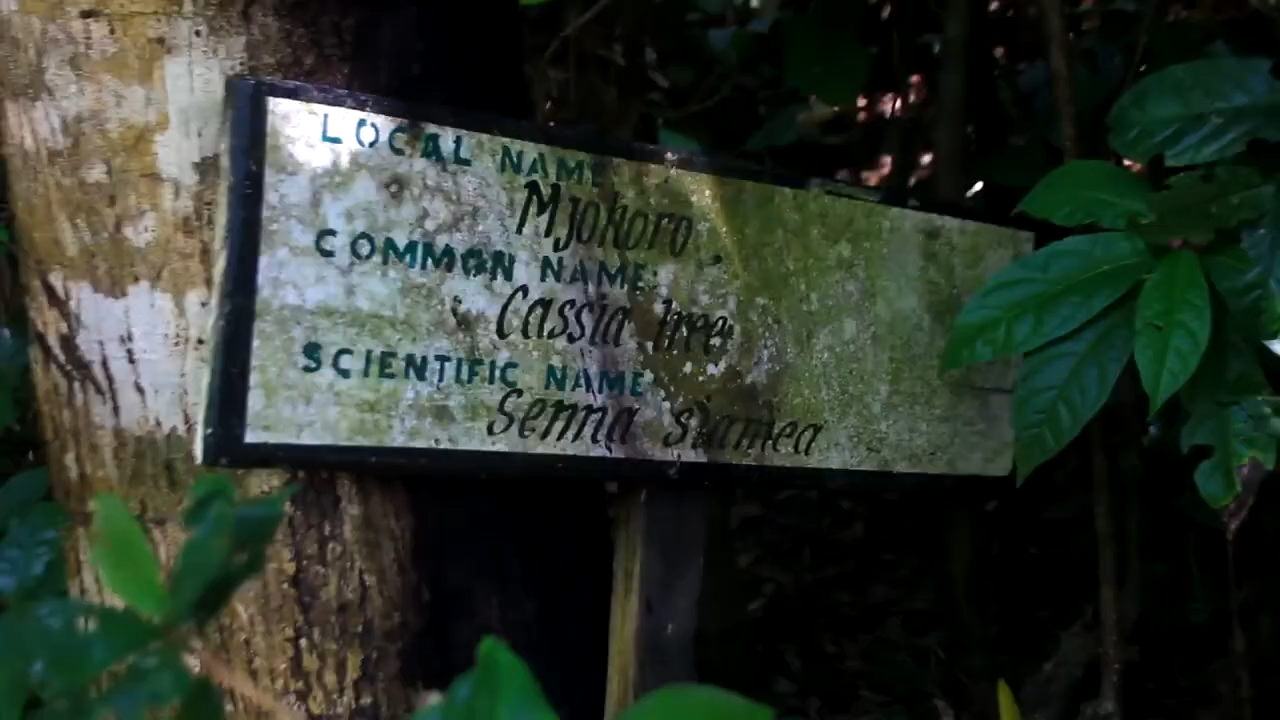 LOCAL NAME:
Mjohoro
COMMON NAME:
Cassia tree
SCIENTIFIC NAME:
Senna siamea